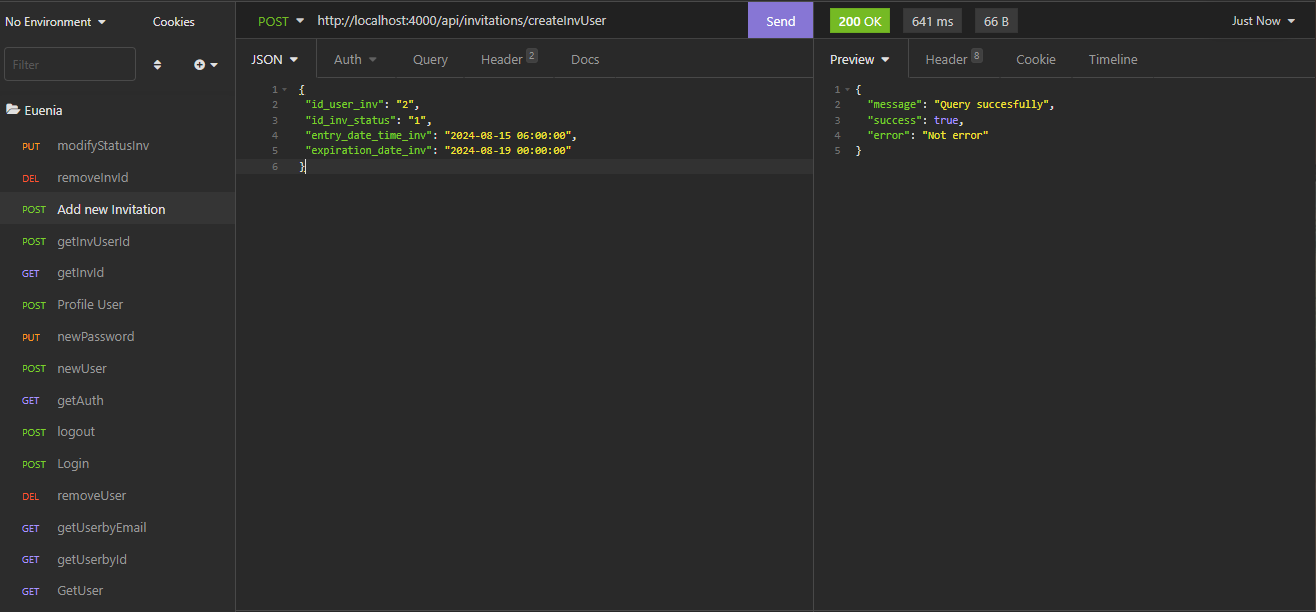 No Environment
Cookies
Filter
Euenia
PUT modifyStatusInv
DEL removeInvId
POST Add new Invitation
POST getInvUserId
GET getInvId
POST Profile User
PUT newPassword
POST newUser
GET getAuth
POST logout
POST Login
DEL removeUser
GET getUserbyEmail
GET getUserbyId
GET GetUser
POST http://localhost:4000/api/invitations/createInvUser Send
JSON Auth Query Header 2 Docs
1 {
2 "id_user_inv": "2",
3 "id_inv_status": "1",
4 "entry_date_time_inv": "2024-08-15 06:00:00",
5 "expiration_date_inv": "2024-08-19 00:00:00"
6 }
200 OK 641 ms 66 B Just Now
Preview Header 8 Cookie Timeline
1 {
2 "message": "Query succesfully",
3 "success": true,
4 "error": "Not error"
5 }